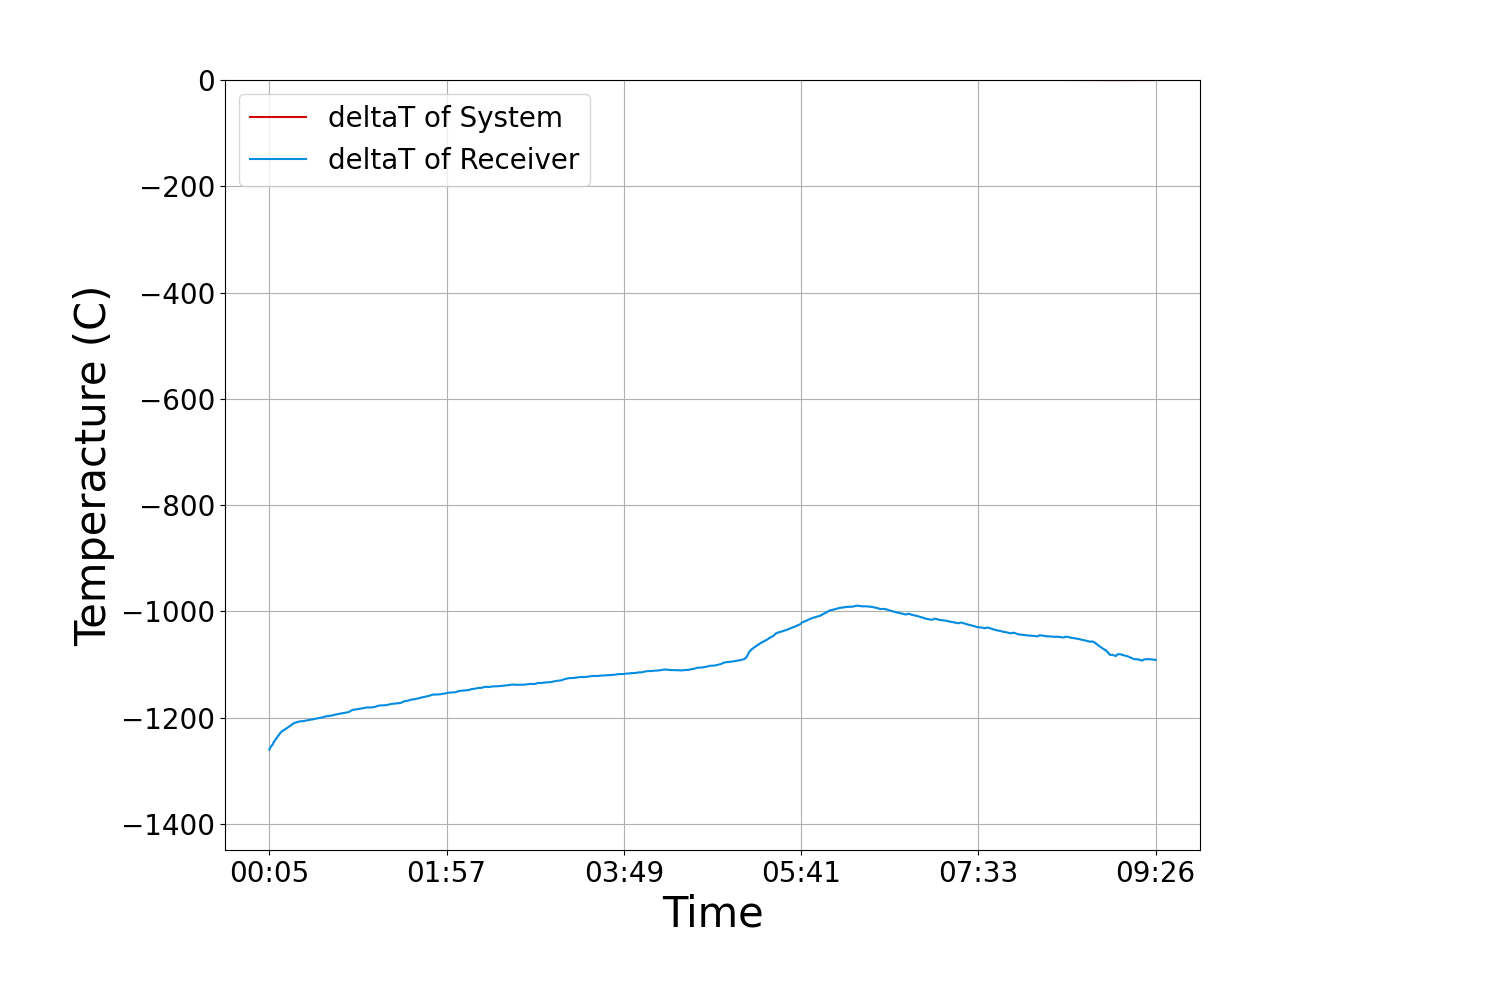 deltaT of System
deltaT of Receiver
0
−200
−400
−600
−800
−1000
−1200
−1400
Temperacture (C)
00:05 01:57 03:49 05:41 07:33 09:26
Time